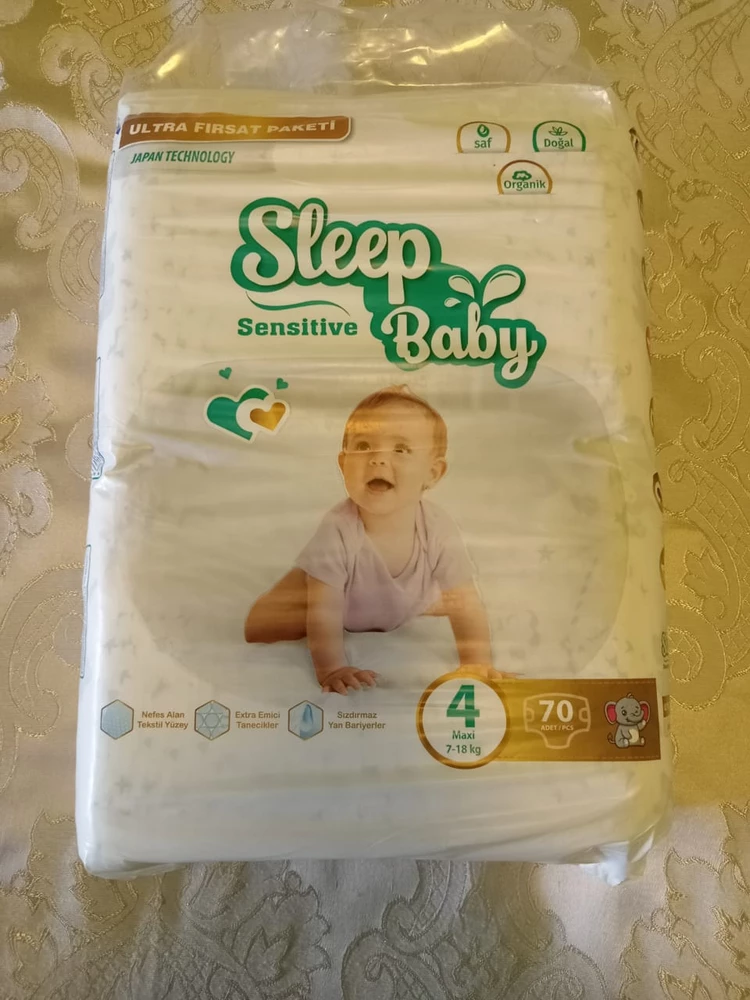 ULTRA FIRSAT PAKETİ
JAPAN TECHNOLOGY
saf
Doğal
Organik
Sleep
Sensitive
Baby
Nefes Alan
Tekstil Yüzey
Extra Emici
Tanecikler
Sızdırmaz
Yan Bariyerler
4
Maxi
7-18 kg
70
ADET/PCS